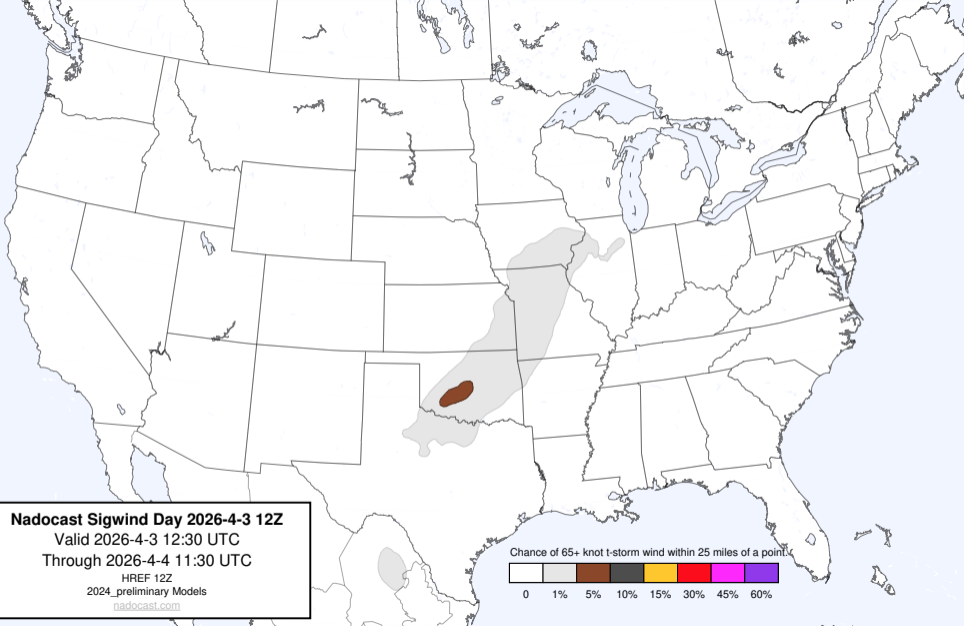 Nadocast Sigwind Day 2026-4-3 12Z
Valid 2026-4-3 12:30 UTC
Through 2026-4-4 11:30 UTC
HREF 12Z
2024_preliminary Models
nadocast.com
Chance of 65+ knot t-storm wind within 25 miles of a point.
0 1% 5% 10% 15% 30% 45% 60%